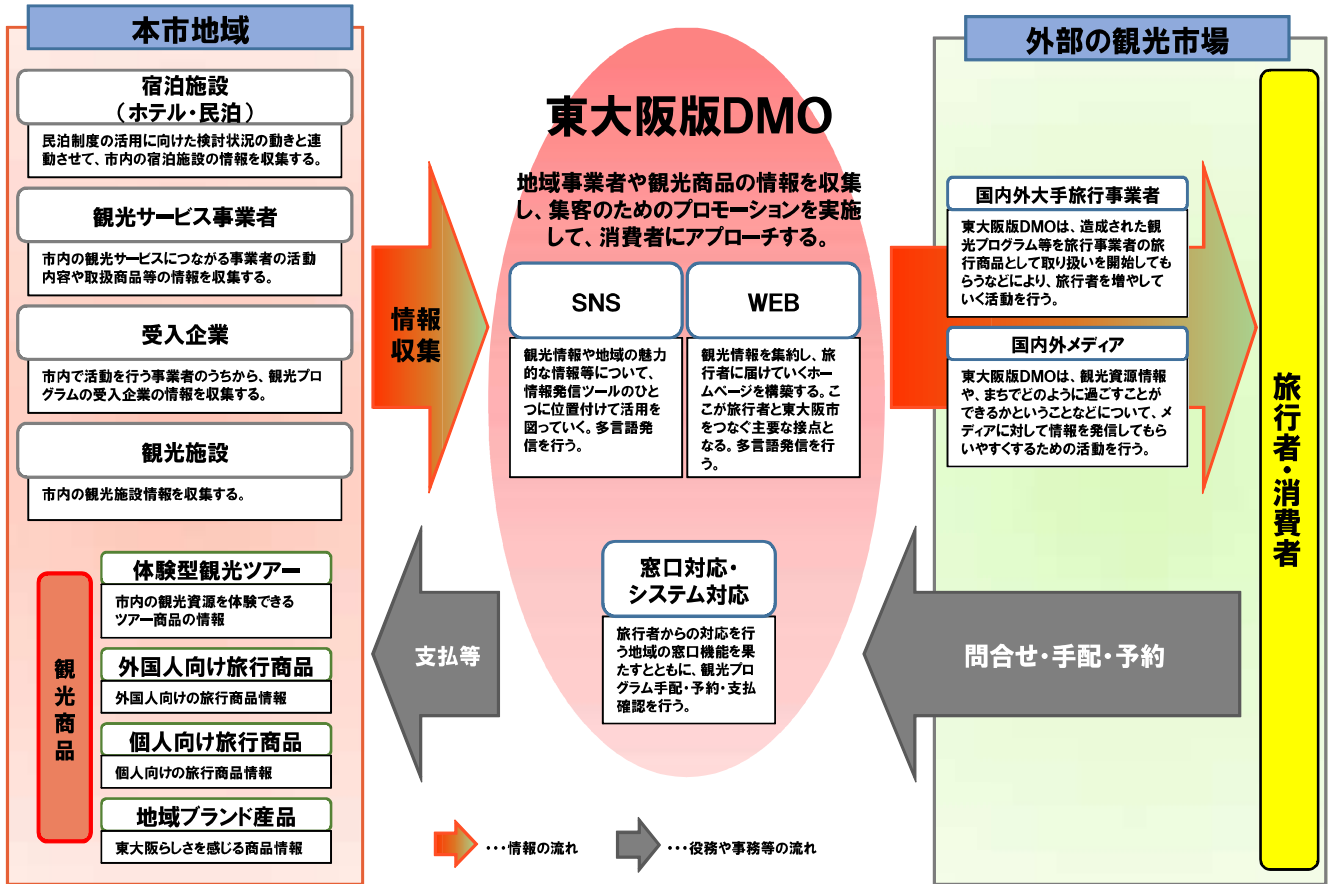 本市地域
宿泊施設
（ホテル・民泊）
民泊制度の活用に向けた検討状況の動きと連
動させて、市内の宿泊施設の情報を収集する。
観光サービス事業者
市内の観光サービスにつながる事業者の活動
内容や取扱商品等の情報を収集する。
受入企業
市内で活動を行う事業者のうちから、観光プロ
グラムの受入企業の情報を収集する。
観光施設
市内の観光施設情報を収集する。
観光商品
体験型観光ツアー
市内の観光資源を体験できる
ツアー商品の情報
外国人向け旅行商品
外国人向けの旅行商品情報
個人向け旅行商品
個人向けの旅行商品情報
地域ブランド産品
東大阪らしさを感じる商品情報
情報
収集
支払等
東大阪版DMO
地域事業者や観光商品の情報を収集
し、集客のためのプロモーションを実施
して、消費者にアプローチする。
SNS
観光情報や地域の魅力
的な情報等について、
情報発信ツールのひと
つに位置付けて活用を
図っていく。多言語発
信を行う。
WEB
観光情報を集約し、旅
行者に届けていくホー
ムページを構築する。こ
こが旅行者と東大阪市
をつなぐ主要な接点と
なる。多言語発信を行
う。
窓口対応・
システム対応
旅行者からの対応を行
う地域の窓口機能を果
たすとともに、観光プロ
グラム手配・予約・支払
確認を行う。
外部の観光市場
国内外大手旅行事業者
東大阪版DMOは、造成された観
光プログラム等を旅行事業者の旅
行商品として取り扱いを開始しても
らうなどにより、旅行者を増やして
いく活動を行う。
国内外メディア
東大阪版DMOは、観光資源情報
や、まちでどのように過ごすことが
できるかということなどについて、メ
ディアに対して情報を発信してもら
いやすくするための活動を行う。
問合せ・手配・予約
旅行者・消費者
・・・情報の流れ
・・・役務や事務等の流れ